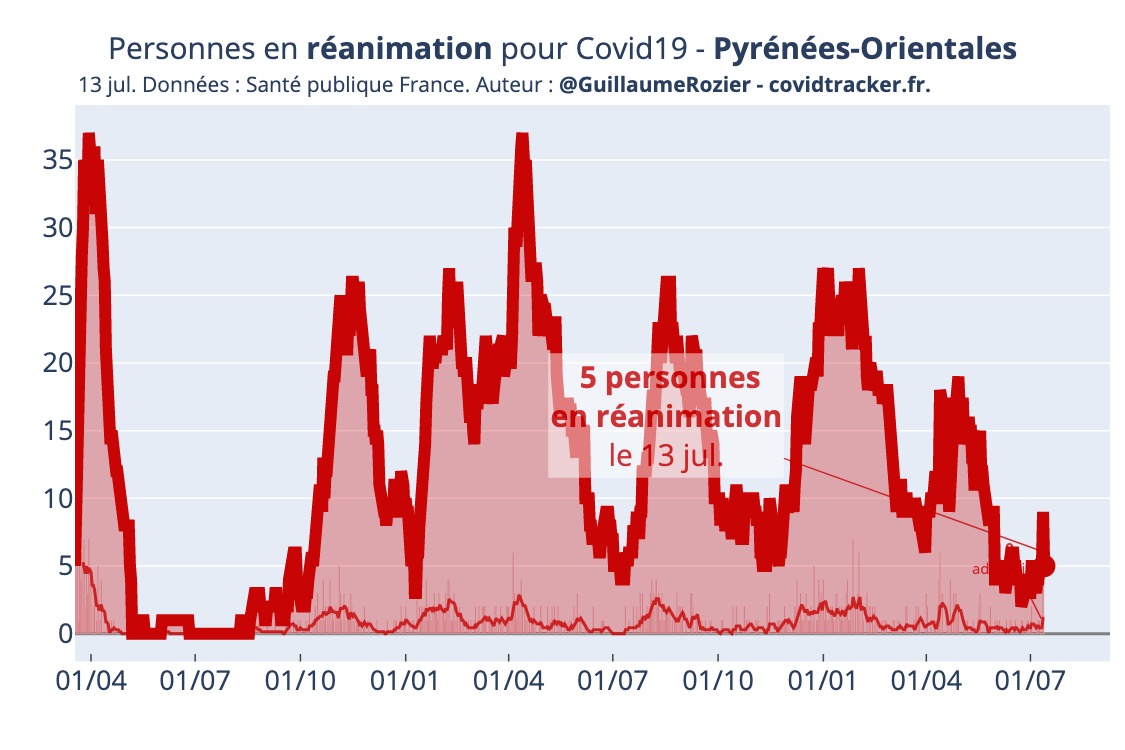 Personnes en réanimation pour Covid19 - Pyrénées-Orientales
13 jul. Données : Santé publique France. Auteur : @GuillaumeRozier - covidtracker.fr.
35
30
25
20
15
10
5
0
5 personnes
en réanimation
le 13 jul.
01/04 01/07 01/10 01/01 01/04 01/07 01/10 01/01 01/04 01/07